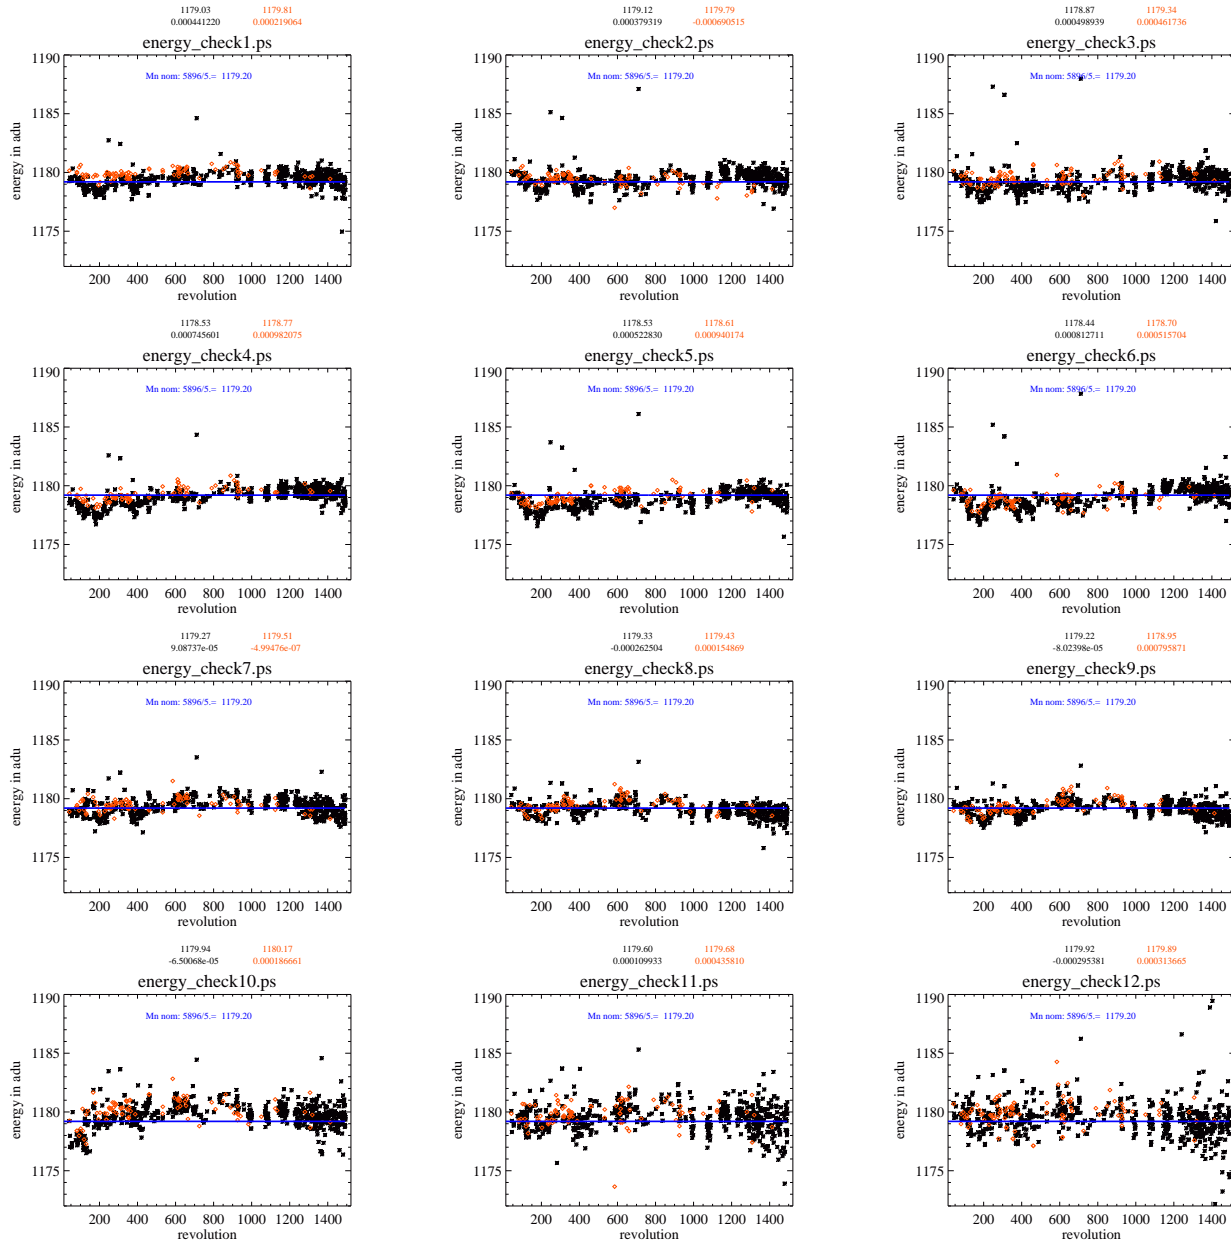 1179.03 1179.81
0.000441220 0.000219064
energy_check1.ps
1190
Mn nom: 5896/5.= 1179.20
1185
1180
1175
energy in adu
200 400 600 800 1000 1200 1400
revolution
1179.12 1179.79
0.000379319 -0.000690515
energy_check2.ps
1190
Mn nom: 5896/5.= 1179.20
1185
1180
1175
energy in adu
200 400 600 800 1000 1200 1400
revolution
1178.87 1179.34
0.000498939 0.000461736
energy_check3.ps
1190
Mn nom: 5896/5.= 1179.20
1185
1180
1175
energy in adu
200 400 600 800 1000 1200 1400
revolution
1178.53 1178.77
0.000745601 0.000982075
energy_check4.ps
1190
Mn nom: 5896/5.= 1179.20
1185
1180
1175
energy in adu
200 400 600 800 1000 1200 1400
revolution
1178.53 1178.61
0.000522830 0.000940174
energy_check5.ps
1190
Mn nom: 5896/5.= 1179.20
1185
1180
1175
energy in adu
200 400 600 800 1000 1200 1400
revolution
1178.44 1178.70
0.000812711 0.000515704
energy_check6.ps
1190
Mn nom: 5896/5.= 1179.20
1185
1180
1175
energy in adu
200 400 600 800 1000 1200 1400
revolution
1179.27 1179.51
9.08737e-05 -4.99476e-07
energy_check7.ps
1190
Mn nom: 5896/5.= 1179.20
1185
1180
1175
energy in adu
200 400 600 800 1000 1200 1400
revolution
1179.33 1179.43
-0.000262504 0.000154869
energy_check8.ps
1190
Mn nom: 5896/5.= 1179.20
1185
1180
1175
energy in adu
200 400 600 800 1000 1200 1400
revolution
1179.22 1178.95
-8.02398e-05 0.000795871
energy_check9.ps
1190
Mn nom: 5896/5.= 1179.20
1185
1180
1175
energy in adu
200 400 600 800 1000 1200 1400
revolution
1179.94 1180.17
-6.50068e-05 0.000186661
energy_check10.ps
1190
Mn nom: 5896/5.= 1179.20
1185
1180
1175
energy in adu
200 400 600 800 1000 1200 1400
revolution
1179.60 1179.68
0.000109933 0.000435810
energy_check11.ps
1190
Mn nom: 5896/5.= 1179.20
1185
1180
1175
energy in adu
200 400 600 800 1000 1200 1400
revolution
1179.92 1179.89
-0.000295381 0.000313665
energy_check12.ps
1190
Mn nom: 5896/5.= 1179.20
1185
1180
1175
energy in adu
200 400 600 800 1000 1200 1400
revolution